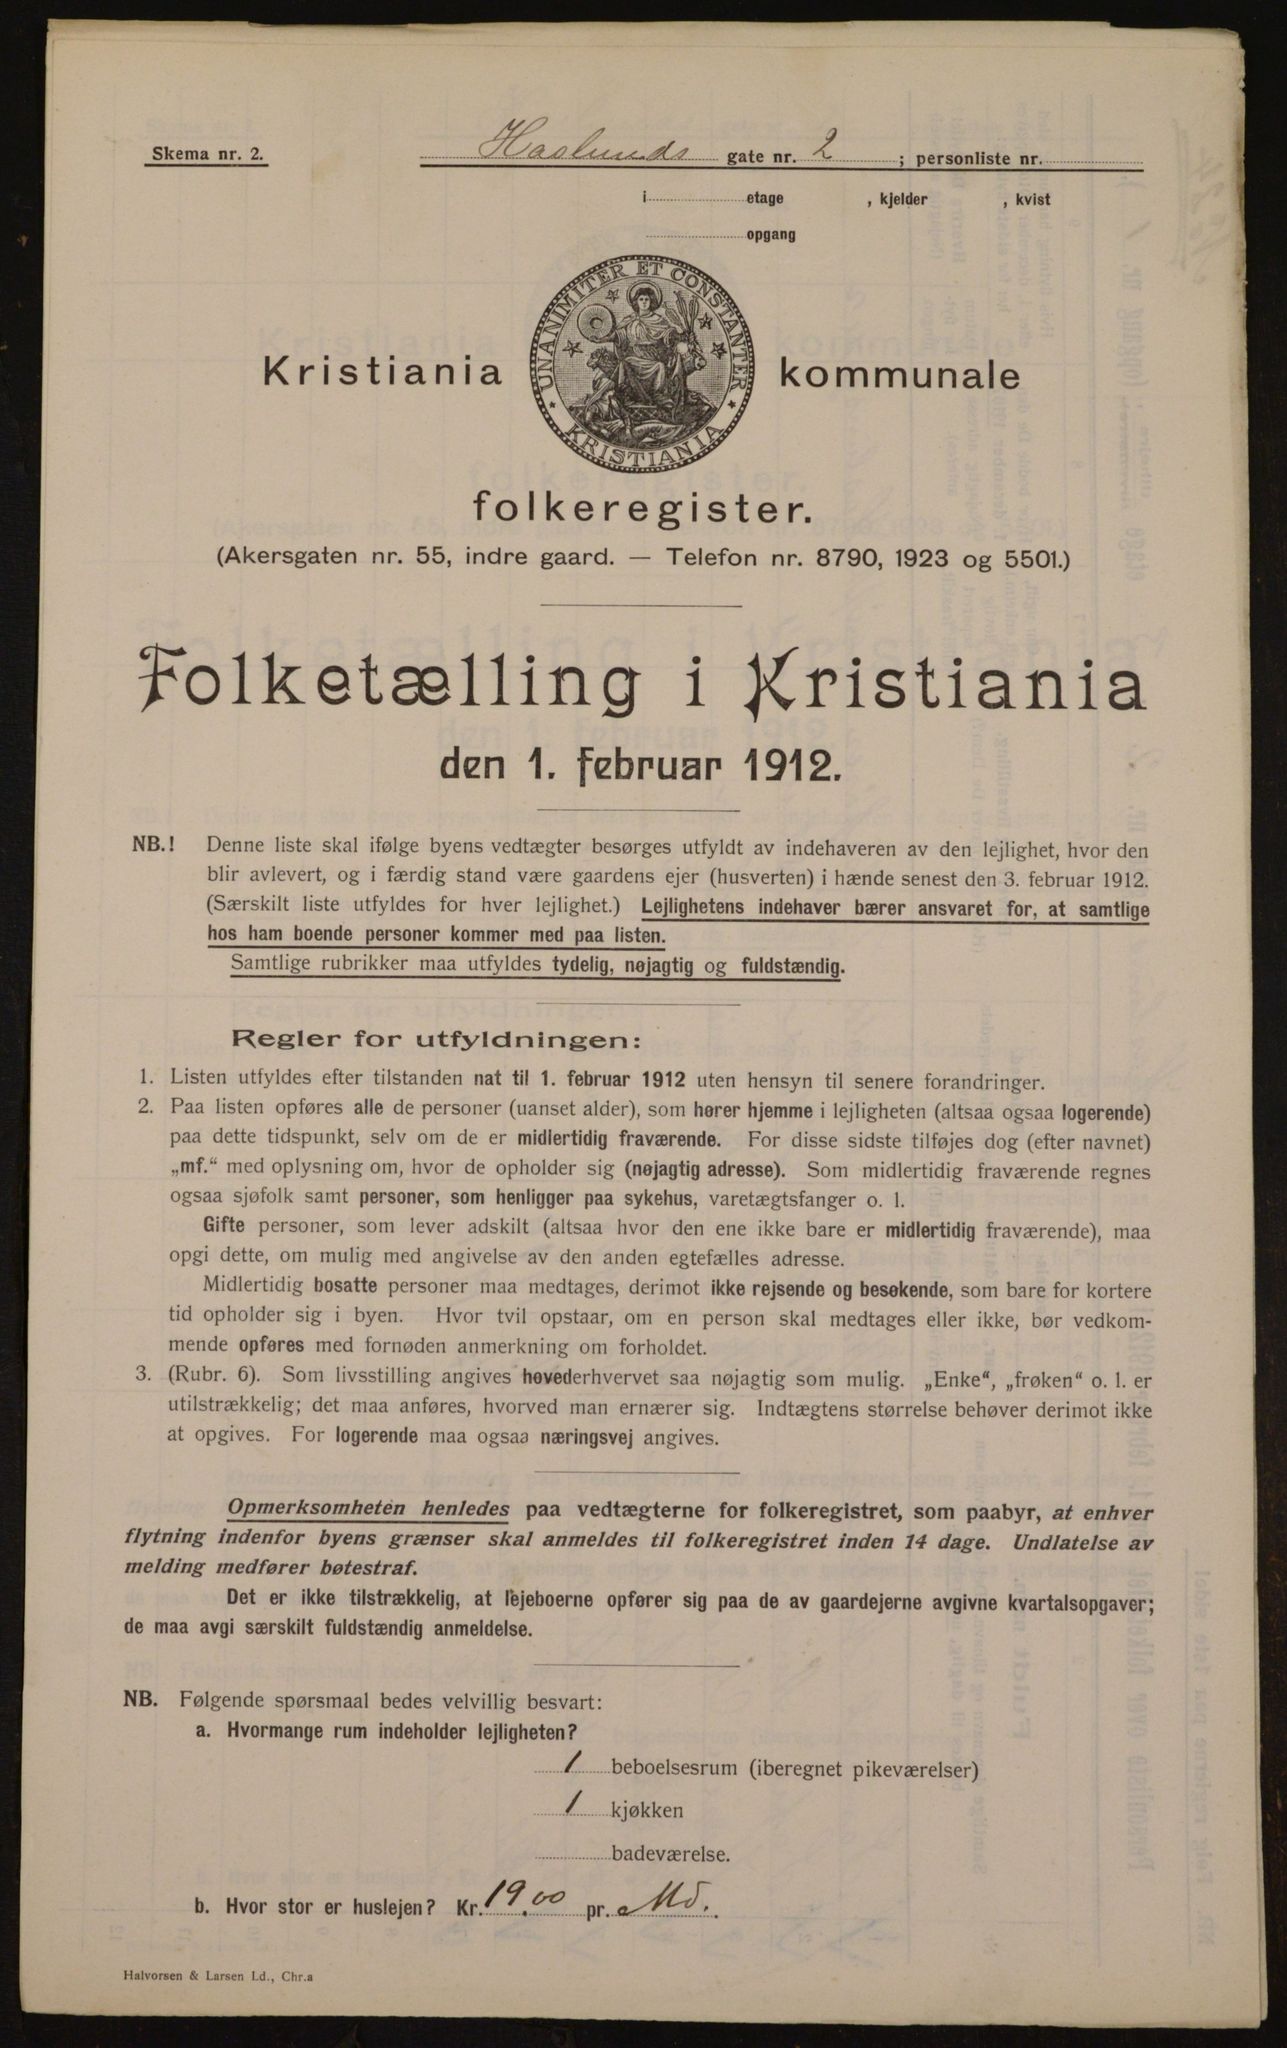 Skema nr. 2.
Haslunds gate nr. 2 ; personliste nr.
i etage , kjelder , kvist
opgang
UNANIMITER ET CONSTANTER
KRISTIANIA
Kristiania kommunale
folkeregister.
(Akersgaten nr. 55, indre gaard. — Telefon nr. 8790, 1923 og 5501.)
Folketælling i Kristiania
den 1. februar 1912.
NB.! Denne liste skal ifølge byens vedtægter besørges utfyldt av indehaveren av den lejlighet, hvor den
blir avlevert, og i færdig stand være gaardens ejer (husverten) i hænde senest den 3. februar 1912.
(Særskilt liste utfyldes for hver lejlighet.) Lejlighetens indehaver bærer ansvaret for, at samtlige
hos ham boende personer kommer med paa listen.
Samtlige rubrikker maa utfyldes tydelig, nøjagtig og fuldstændig.
Regler for utfyldningen:
1. Listen utfyldes efter tilstanden nat til 1. februar 1912 uten hensyn til senere forandringer.
2. Paa listen opføres alle de personer (uanset alder), som hører hjemme i lejligheten (altsaa ogsaa logerende)
paa dette tidspunkt, selv om de er midlertidig fraværende. For disse sidste tilføjes dog (efter navnet)
„mf.“ med oplysning om, hvor de opholder sig (nøjagtig adresse). Som midlertidig fraværende regnes
ogsaa sjøfolk samt personer, som henligger paa sykehus, varetægtsfanger o. l.
Gifte personer, som lever adskilt (altsaa hvor den ene ikke bare er midlertidig fraværende), maa
opgi dette, om mulig med angivelse av den anden egtefælles adresse.
Midlertidig bosatte personer maa medtages, derimot ikke rejsende og besøkende, som bare for kortere
tid opholder sig i byen. Hvor tvil opstaar, om en person skal medtages eller ikke, bør vedkom-
mende opføres med fornøden anmerkning om forholdet.
3. (Rubr. 6). Som livsstilling angives hovederhvervet saa nøjagtig som mulig. „Enke“, „frøken“ o. l. er
utilstrækkelig; det maa anføres, hvorved man ernærer sig. Indtægtens størrelse behøver derimot ikke
at opgives. For logerende maa ogsaa næringsvej angives.
Opmerksomheten henledes paa vedtægterne for folkeregistret, som paabyr, at enhver
flytning indenfor byens grænser skal anmeldes til folkeregistret inden 14 dage. Undlatelse av
melding medfører bøtestraf.
Det er ikke tilstrækkelig, at lejeboerne opfører sig paa de av gaardejerne avgivne kvartalsopgaver;
de maa avgi særskilt fuldstændig anmeldelse.
NB. Følgende spørsmaal bedes velvillig besvart:
a. Hvormange rum indeholder lejligheten?
1 beboelsesrum (iberegnet pikeværelser)
1 kjøkken
badeværelse.
b. Hvor stor er huslejen? Kr. 19.00 pr. Md.
Halvorsen & Larsen Ld., Chr.a